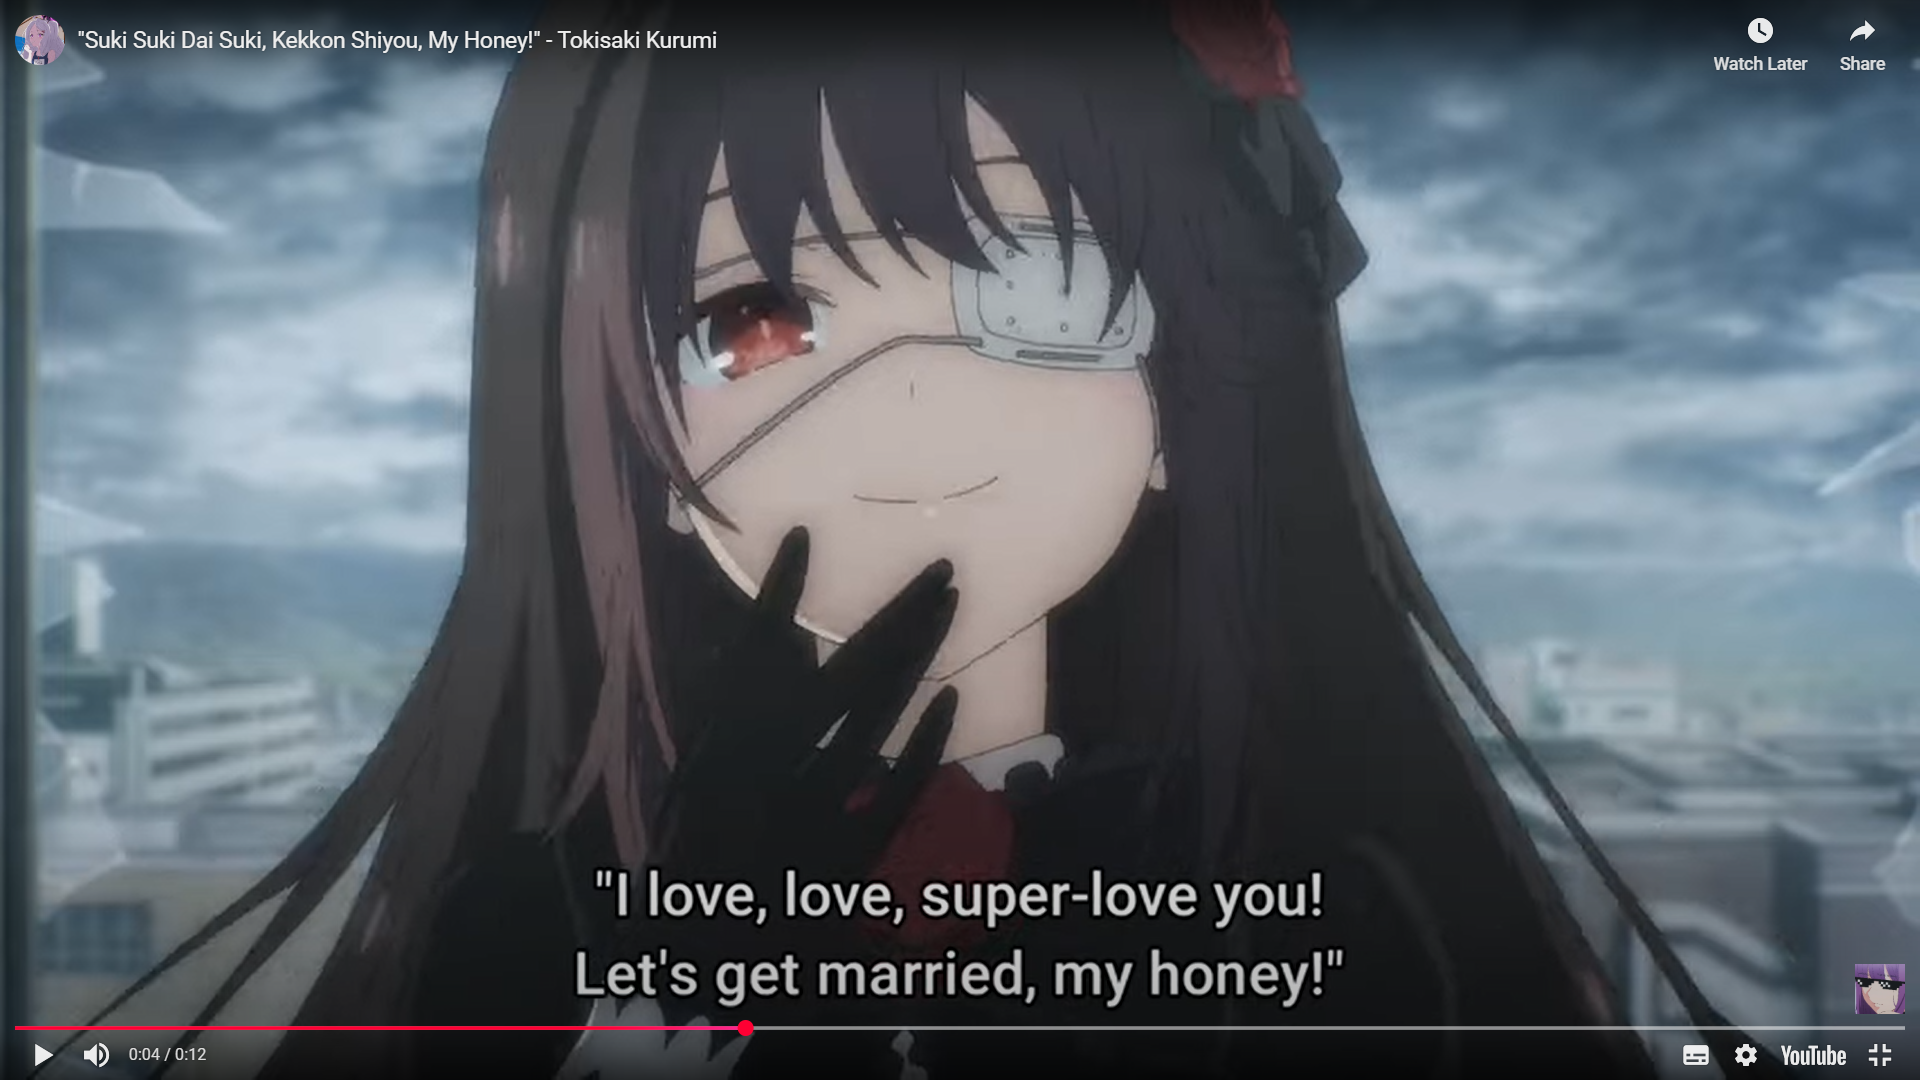 "Suki Suki Dai Suki, Kekkon Shiyou, My Honey!" - Tokisaki Kurumi
Watch Later
Share
"I love, love, super-love you!
Let's get married, my honey!"
0:04 / 0:12
YouTube